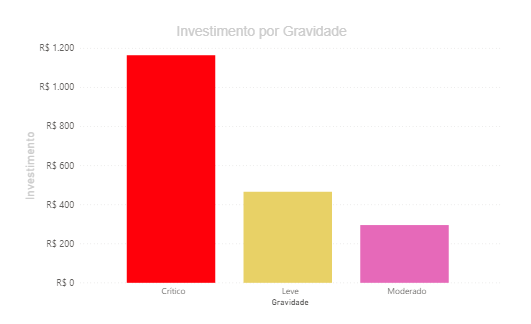 Investimento por Gravidade
Investimento
R$ 1.200
R$ 1.000
R$ 800
R$ 600
R$ 400
R$ 200
R$ 0
Crítico
Leve
Moderado
Gravidade